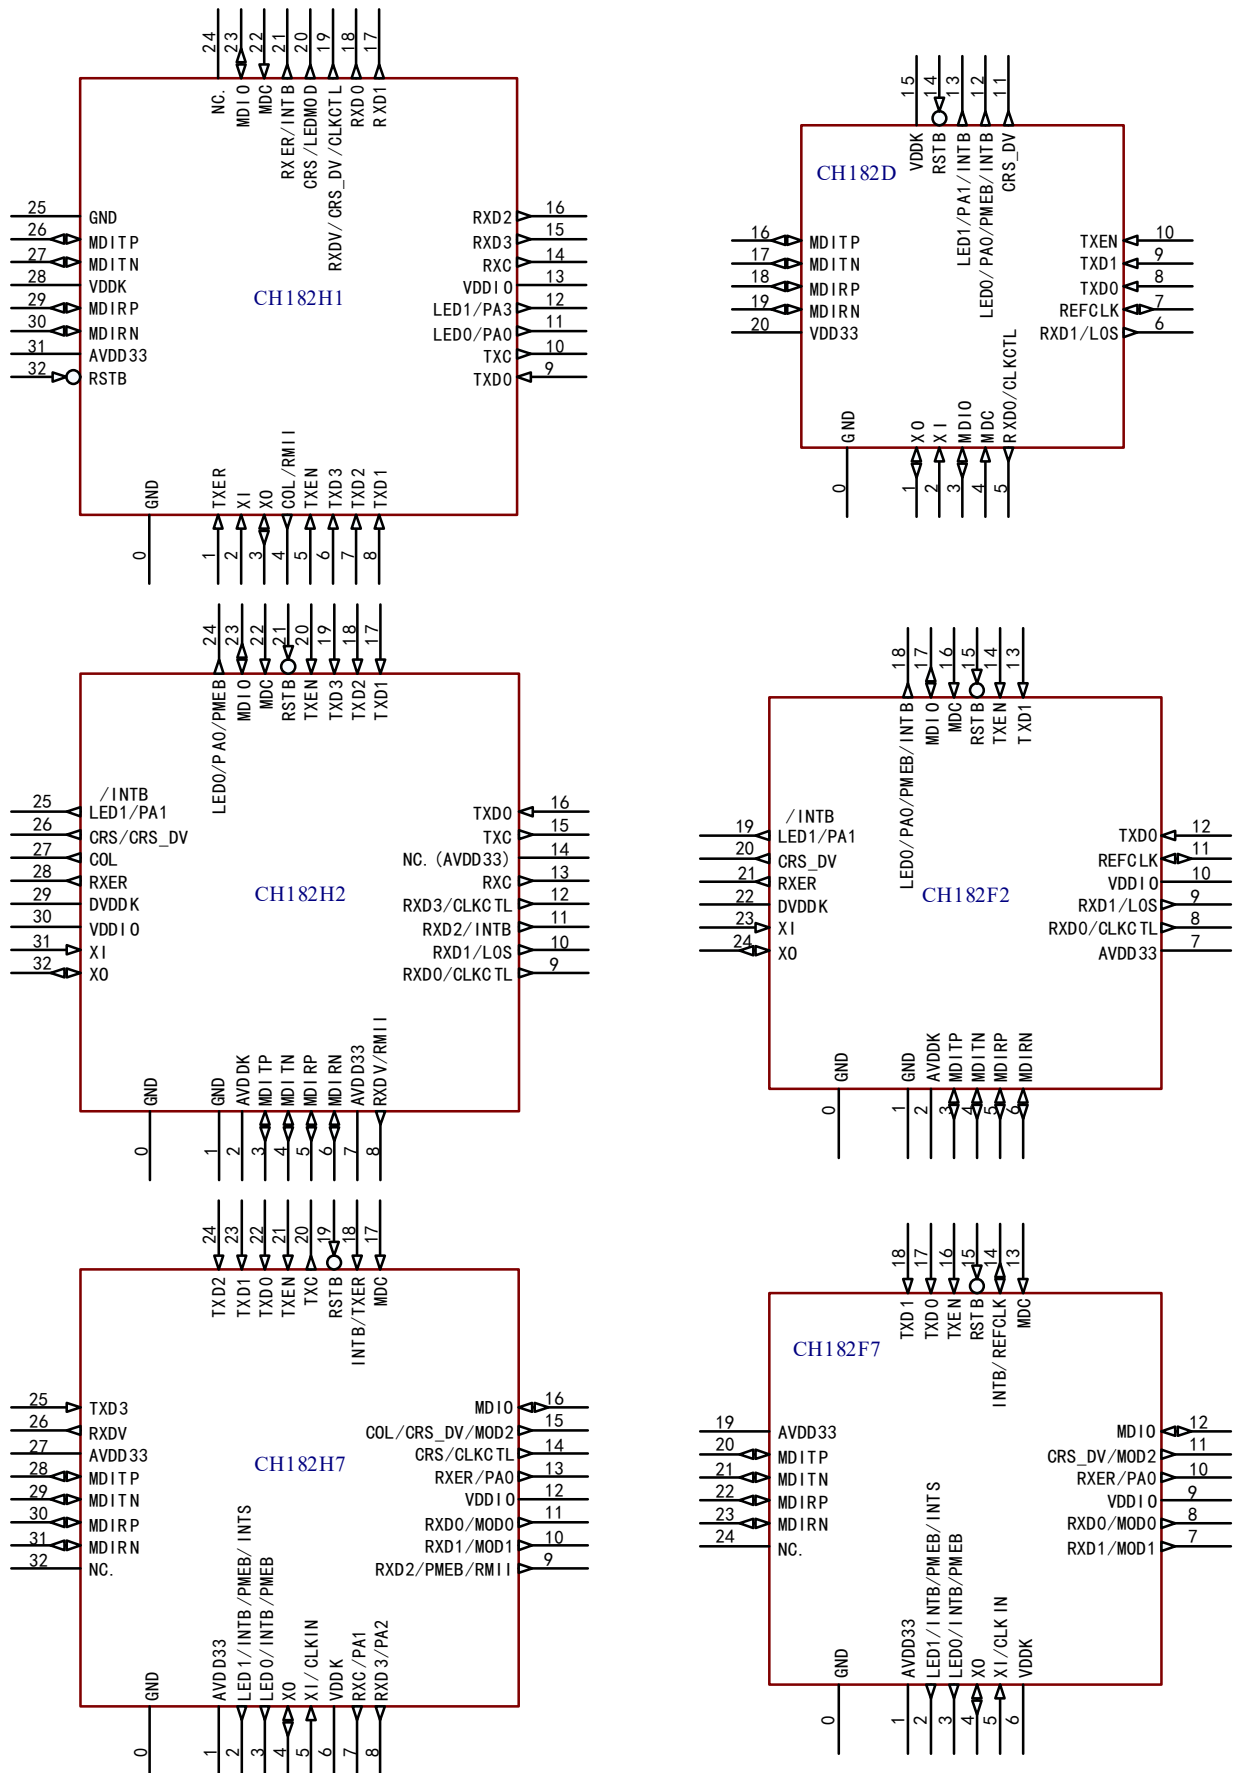 CH182H1
24 NC.
23 MDIO
22 MDC
21 RXER/INTB
20 CRS/LEDMOD
19 RXDV/CRS_DV/CLKCTL
18 RXD0
17 RXD1
25 GND
26 MDITP
27 MDITN
28 VDDK
29 MDIRP
30 MDIRN
31 AVDD33
32 RSTB
RXD2 16
RXD3 15
RXC 14
VDDIO 13
LED1/PA3 12
LED0/PA0 11
TXC 10
TXD0 9
0 GND
1 TXER
2 XI
3 XO
4 COL/RMII
5 TXEN
6 TXD3
7 TXD2
8 TXD1
CH182D
15 VDDK
14 RSTB
13 LED1/PA1/INTB
12 LED0/PA0/PMEB/INTB
11 CRS_DV
16 MDITP
17 MDITN
18 MDIRP
19 MDIRN
20 VDD33
TXEN 10
TXD1 9
TXD0 8
REFCLK 7
RXD1/LOS 6
0 GND
1 XO
2 XI
3 MDIO
4 MDC
5 RXD0/CLKCTL
CH182H2
24 LED0/PA0/PMEB
23 MDIO
22 MDC
21 RSTB
20 TXEN
19 TXD3
18 TXD2
17 TXD1
/INTB
25 LED1/PA1
26 CRS/CRS_DV
27 COL
28 RXER
29 DVDDK
30 VDDIO
31 XI
32 XO
TXD0 16
TXC 15
NC.(AVDD33) 14
RXC 13
RXD3/CLKCTL 12
RXD2/INTB 11
RXD1/LOS 10
RXD0/CLKCTL 9
0 GND
1 GND
2 AVDDK
3 MDITP
4 MDITN
5 MDIRP
6 MDIRN
7 AVDD33
8 RXDV/RMII
CH182F2
18 LED0/PA0/PMEB/INTB
17 MDIO
16 MDC
15 RSTB
14 TXEN
13 TXD1
/INTB
19 LED1/PA1
20 CRS_DV
21 RXER
22 DVDDK
23 XI
24 XO
TXD0 12
REFCLK 11
VDDIO 10
RXD1/LOS 9
RXD0/CLKCTL 8
AVDD33 7
0 GND
1 GND
2 AVDDK
3 MDITP
4 MDITN
5 MDIRP
6 MDIRN
CH182H7
24 TXD2
23 TXD1
22 TXD0
21 TXEN
20 TXC
19 RSTB
18 INTB/TXER
17 MDC
25 TXD3
26 RXDV
27 AVDD33
28 MDITP
29 MDITN
30 MDIRP
31 MDIRN
32 NC.
MDIO 16
COL/CRS_DV/MOD2 15
CRS/CLKCTL 14
RXER/PA0 13
VDDIO 12
RXD0/MOD0 11
RXD1/MOD1 10
RXD2/PMEB/RMII 9
0 GND
1 AVDD33
2 LED1/INTB/PMEB/INTS
3 LED0/INTB/PMEB
4 XO
5 XI/CLKIN
6 VDDK
7 RXC/PA1
8 RXD3/PA2
CH182F7
18 TXD1
17 TXD0
16 TXEN
15 RSTB
14 INTB/REFCLK
13 MDC
19 AVDD33
20 MDITP
21 MDITN
22 MDIRP
23 MDIRN
24 NC.
MDIO 12
CRS_DV/MOD2 11
RXER/PA0 10
VDDIO 9
RXD0/MOD0 8
RXD1/MOD1 7
0 GND
1 AVDD33
2 LED1/INTB/PMEB/INTS
3 LED0/INTB/PMEB
4 XO
5 XI/CLKIN
6 VDDK